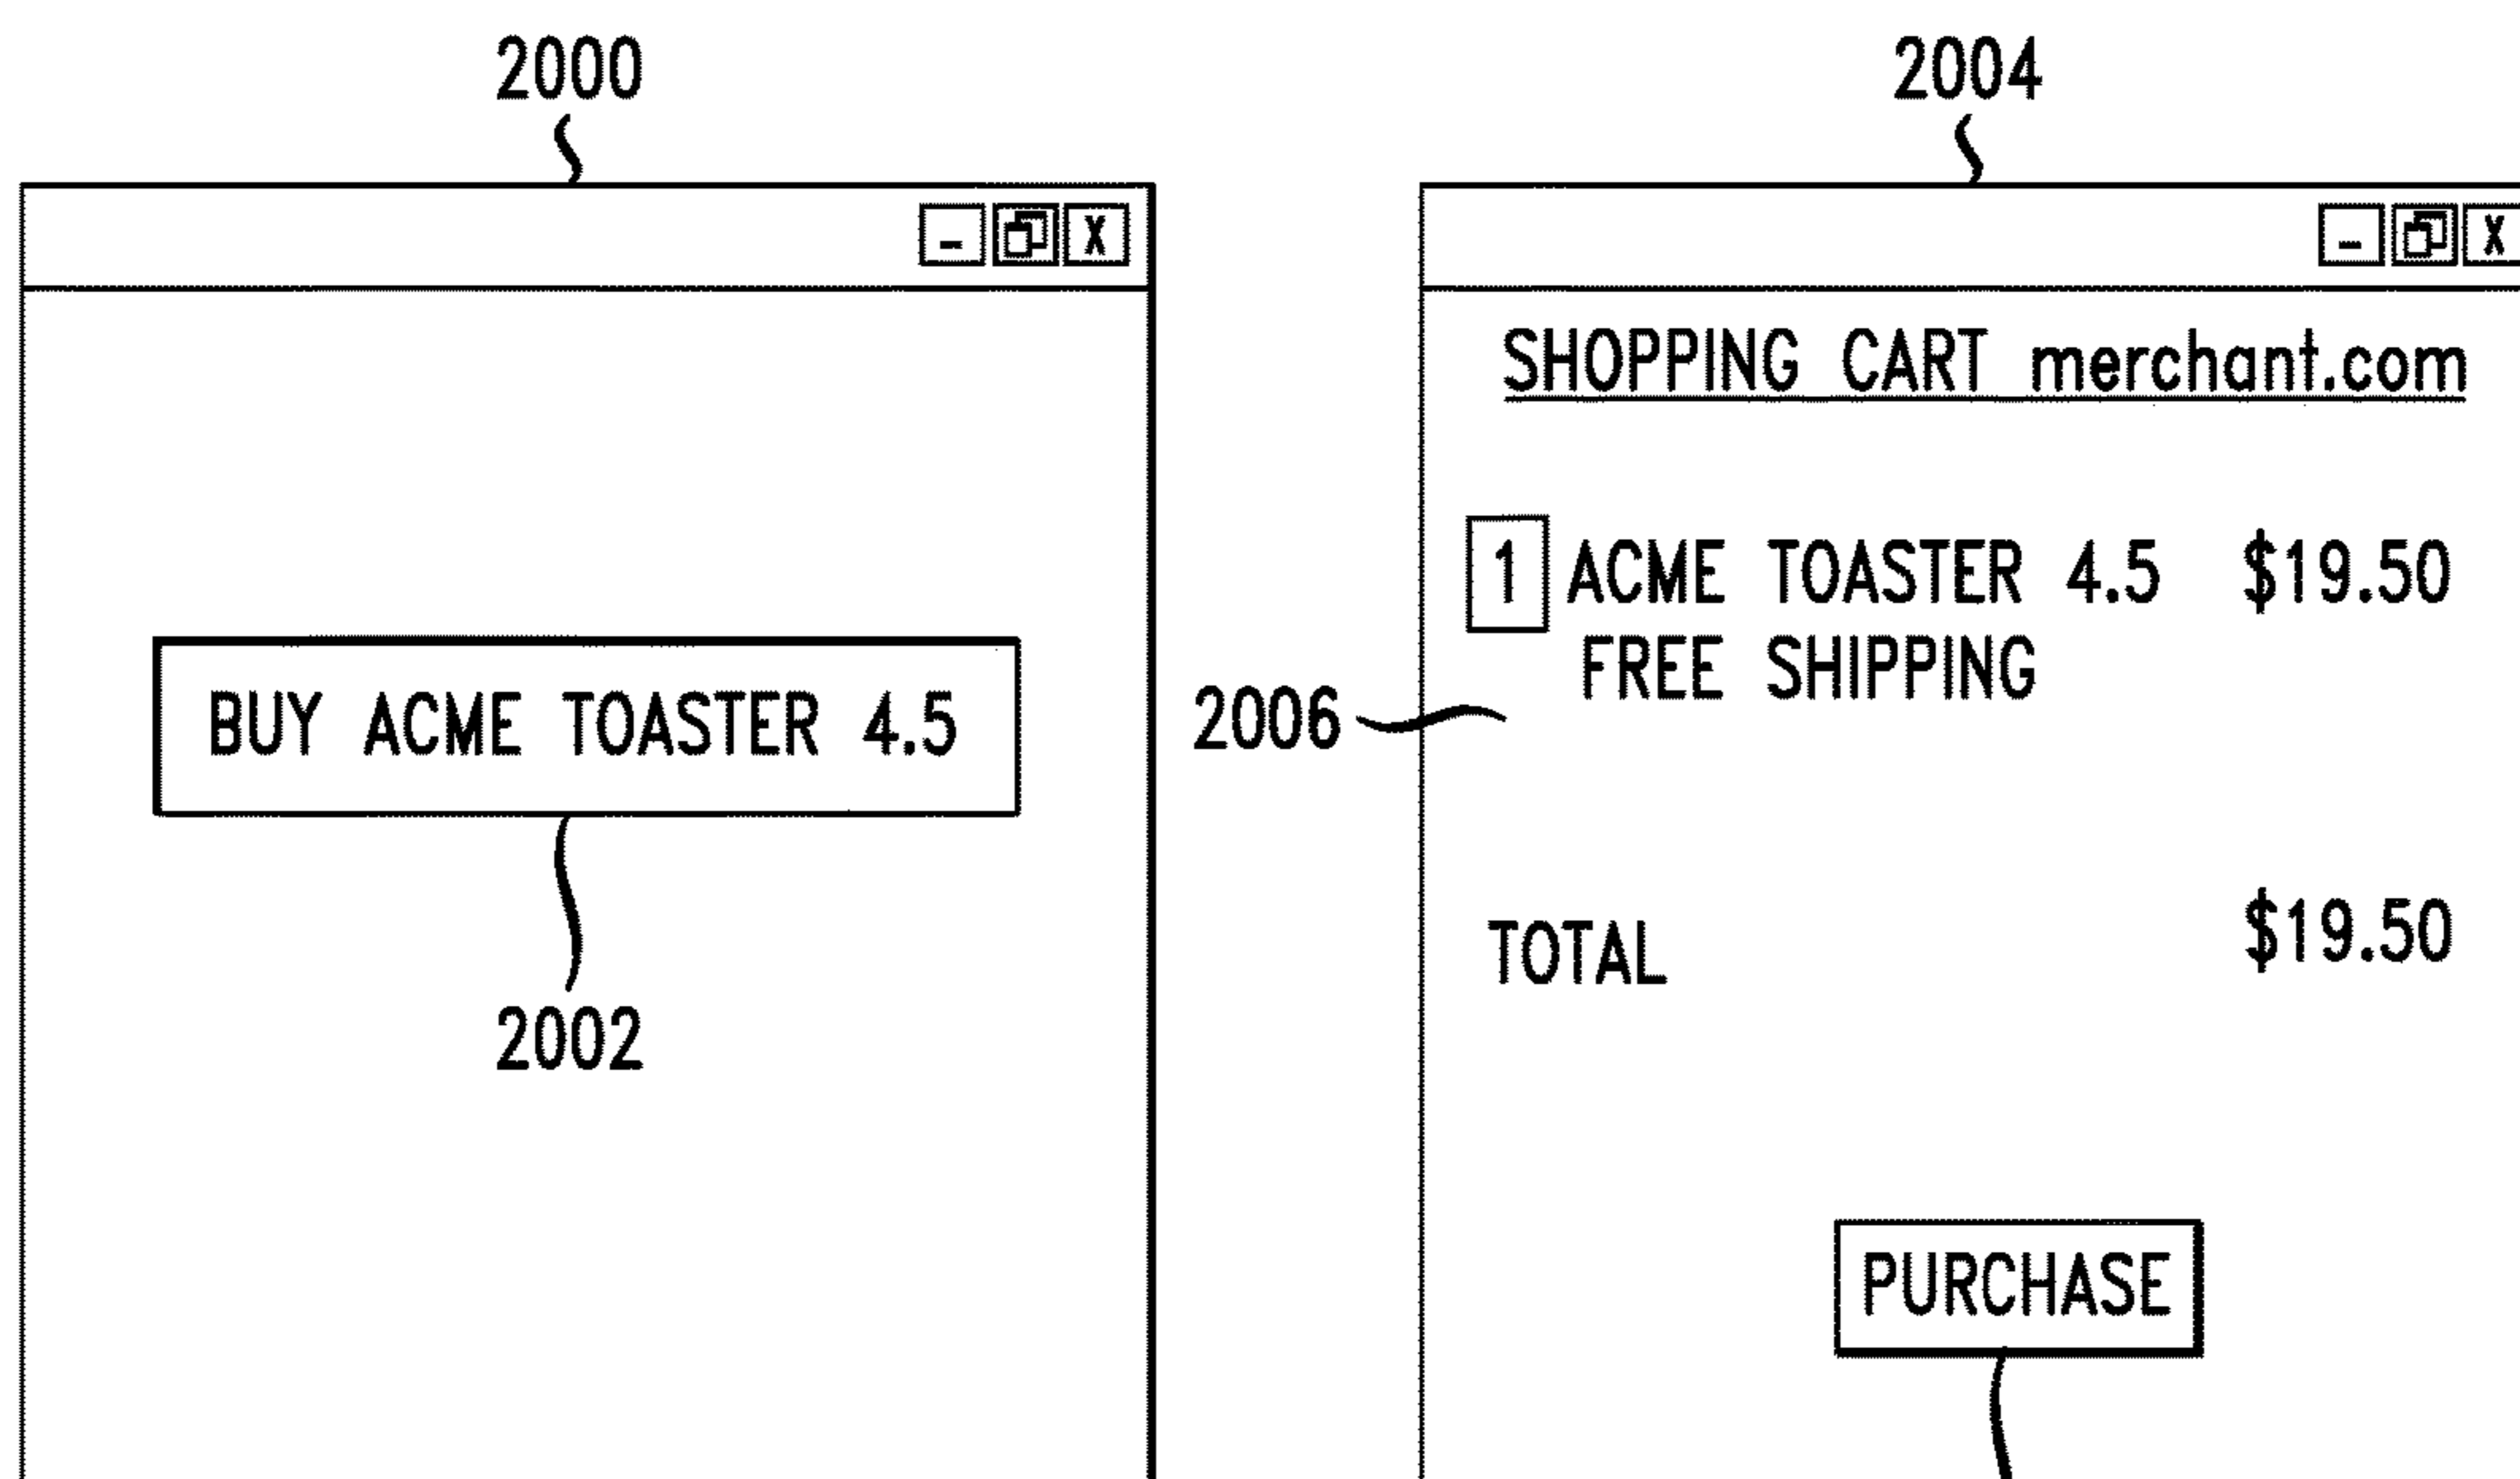 2000
BUY ACME TOASTER 4.5
2002
2004
X
X
SHOPPING CART merchant.com
1 ACME TOASTER 4.5 $19.50
FREE SHIPPING
2006
TOTAL $19.50
PURCHASE